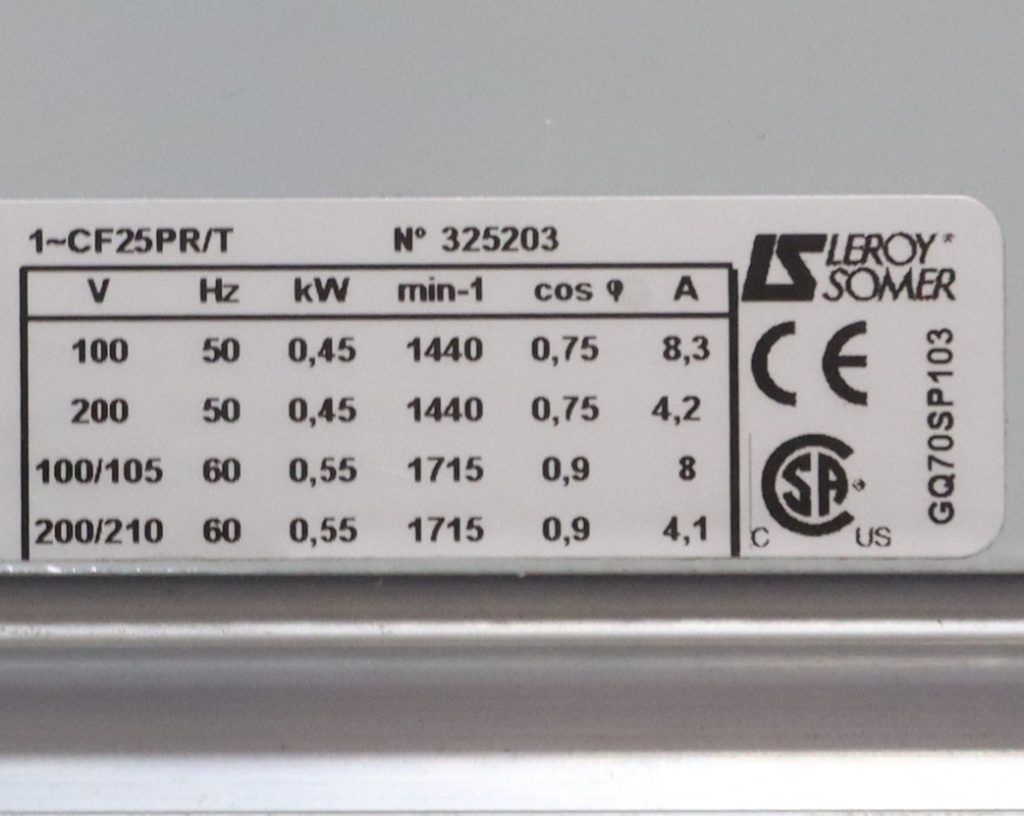 1~CF25PR/T N° 325203
V Hz kW min-1 cos φ A
100 50 0,45 1440 0,75 8,3
200 50 0,45 1440 0,75 4,2
100/105 60 0,55 1715 0,9 8
200/210 60 0,55 1715 0,9 4,1
LS LEROY*
SOMER
CE
SA
C US
GQ70SP103